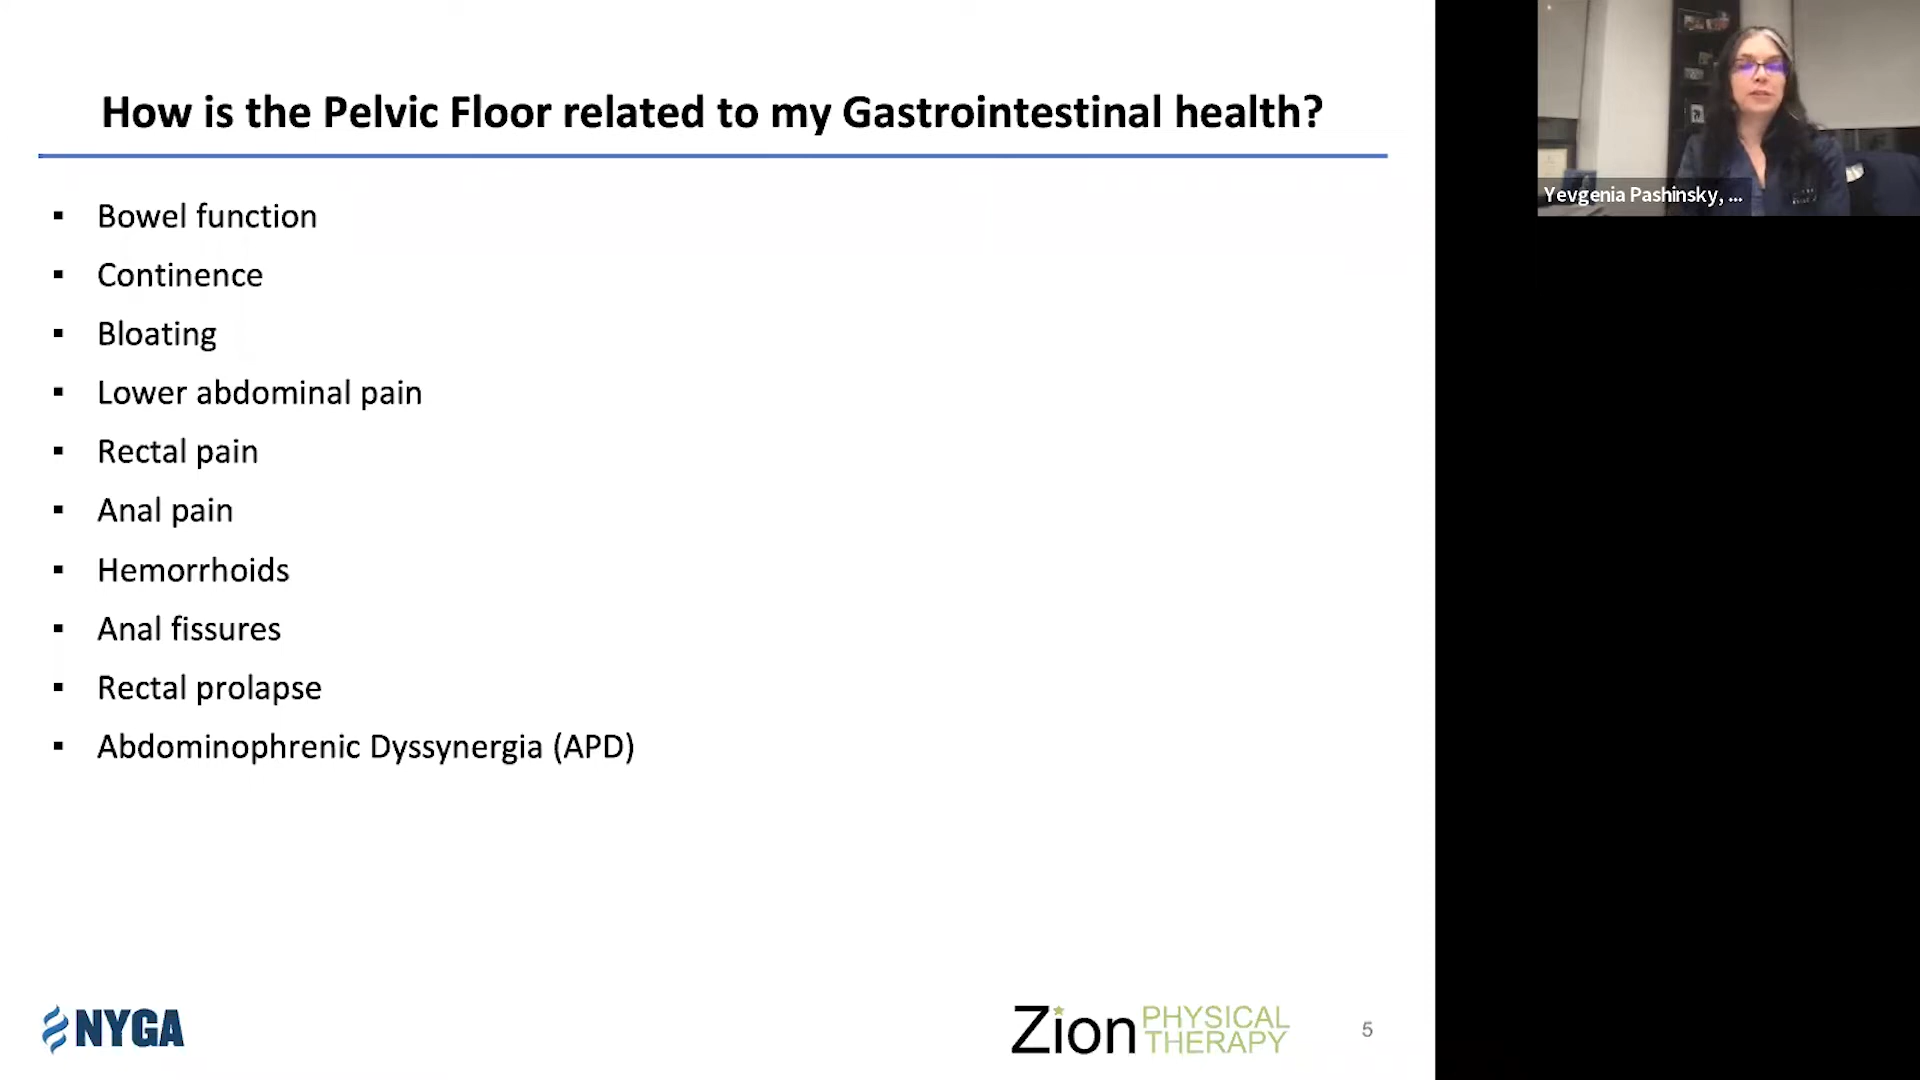 How is the Pelvic Floor related to my Gastrointestinal health?
▪ Bowel function
▪ Continence
▪ Bloating
▪ Lower abdominal pain
▪ Rectal pain
▪ Anal pain
▪ Hemorrhoids
▪ Anal fissures
▪ Rectal prolapse
▪ Abdominophrenic Dyssynergia (APD)
NYGA
Zion PHYSICAL THERAPY
5
Yevgenia Pashinsky, ...